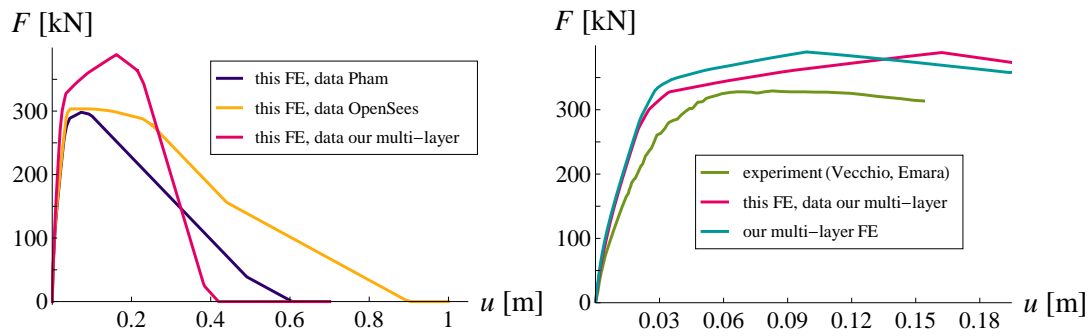 F [kN]
300
200
100
0
0.2
0.4
0.6
0.8
1
u [m]
this FE, data Pham
this FE, data OpenSees
this FE, data our multi−layer
F [kN]
300
200
100
0
0.03
0.06
0.09
0.12
0.15
0.18
u [m]
experiment (Vecchio, Emara)
this FE, data our multi−layer
our multi−layer FE